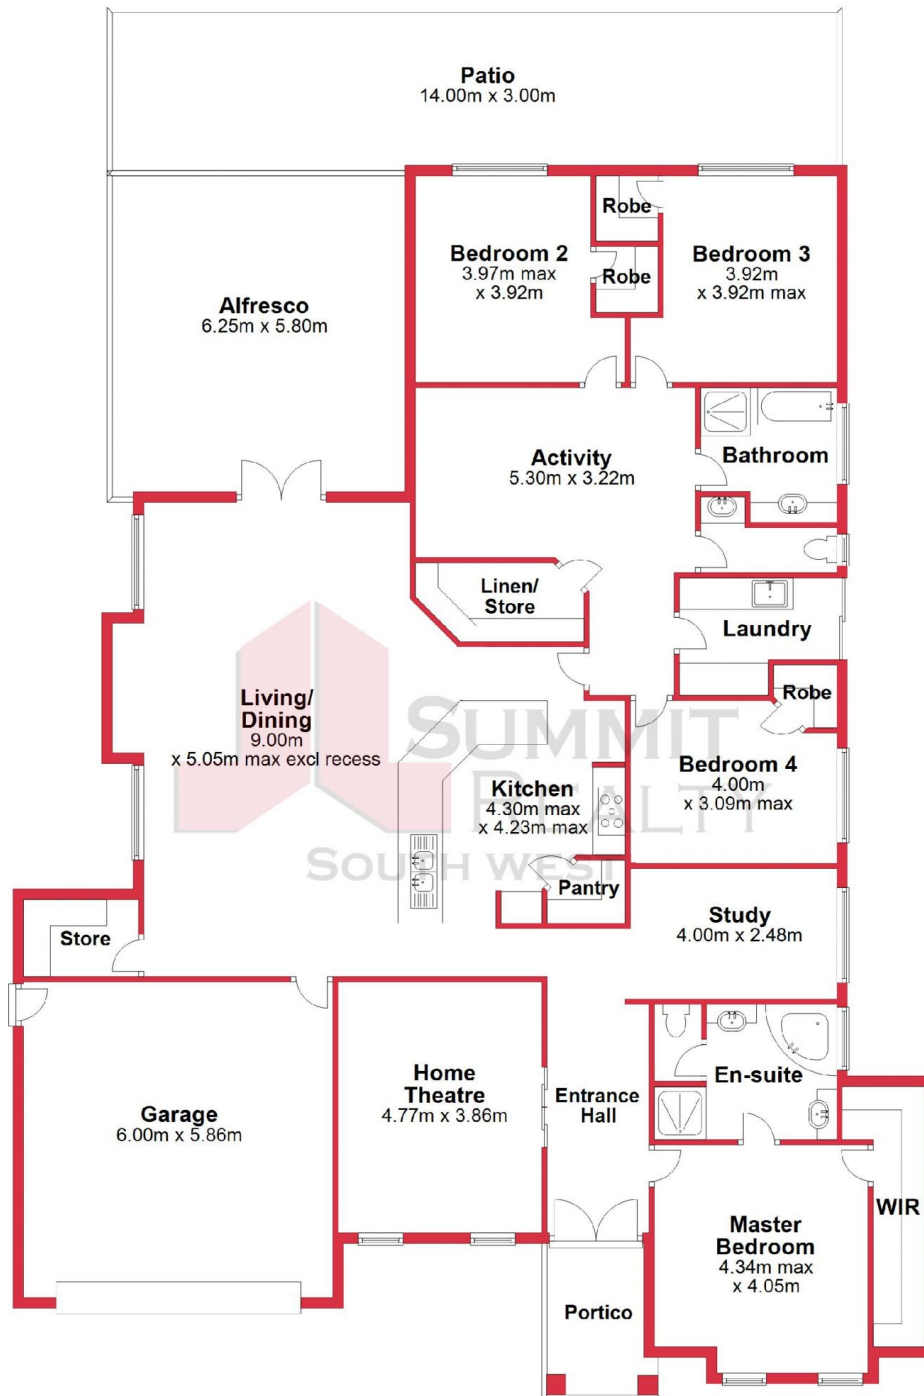 Patio
14.00m x 3.00m
Robe
Bedroom 2
3.97m max
x 3.92m
Robe
Bedroom 3
3.92m
x 3.92m max
Alfresco
6.25m x 5.80m
Activity
5.30m x 3.22m
Bathroom
Linen/
Store
Laundry
Robe
Living/
Dining
9.00m
x 5.05m max excl recess
SUMMIT
REALTY
SOUTH WEST
Kitchen
4.30m max
x 4.23m max
Bedroom 4
4.00m
x 3.09m max
Pantry
Study
4.00m x 2.48m
Store
Home
Theatre
4.77m x 3.86m
Entrance
Hall
En-suite
Garage
6.00m x 5.86m
WIR
Master
Bedroom
4.34m max
x 4.05m
Portico